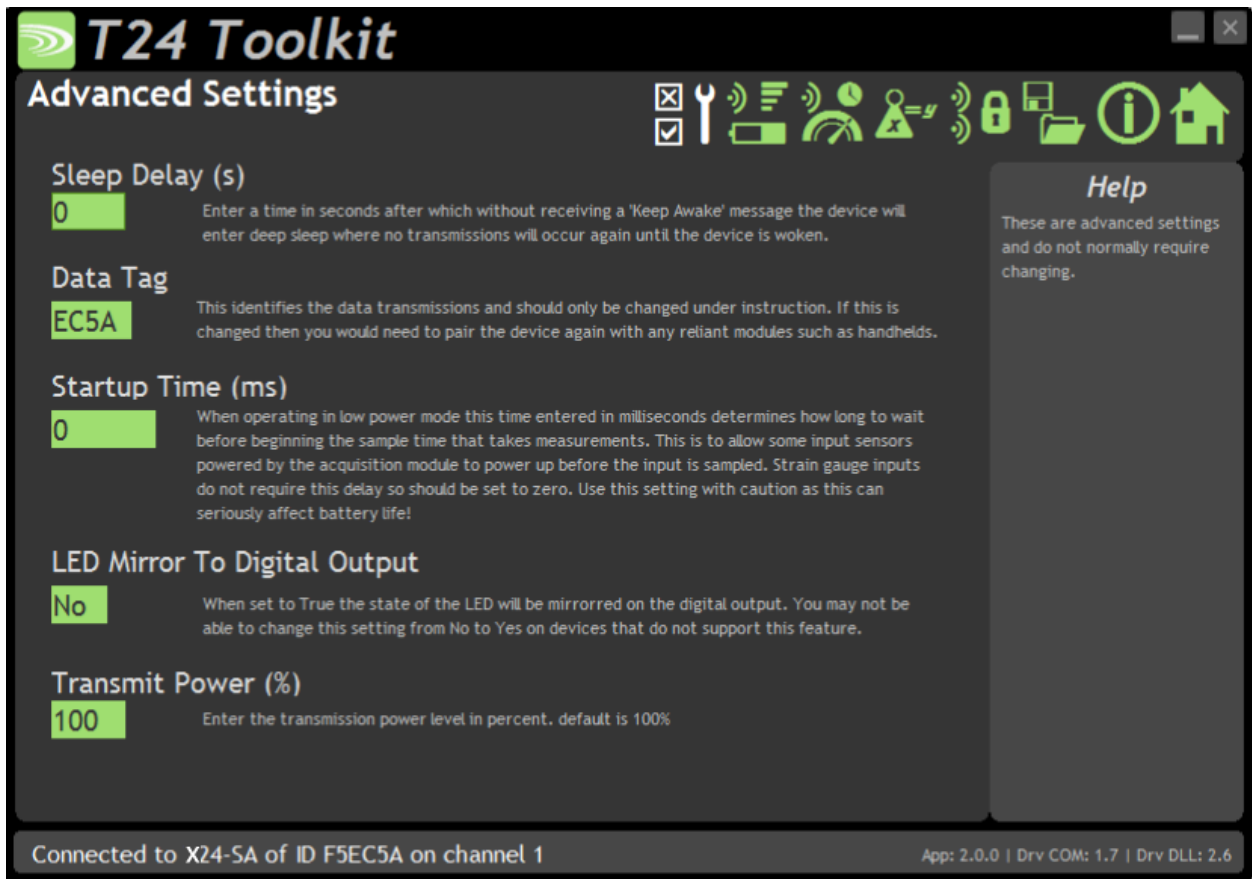 T24 Toolkit
Advanced Settings
x=y
Sleep Delay (s)
0
Enter a time in seconds after which without receiving a 'Keep Awake' message the device will
enter deep sleep where no transmissions will occur again until the device is woken.
Data Tag
EC5A
This identifies the data transmissions and should only be changed under instruction. If this is
changed then you would need to pair the device again with any reliant modules such as handhelds.
Startup Time (ms)
0
When operating in low power mode this time entered in milliseconds determines how long to wait
before beginning the sample time that takes measurements. This is to allow some input sensors
powered by the acquisition module to power up before the input is sampled. Strain gauge inputs
do not require this delay so should be set to zero. Use this setting with caution as this can
seriously affect battery life!
LED Mirror To Digital Output
No
When set to True the state of the LED will be mirrorred on the digital output. You may not be
able to change this setting from No to Yes on devices that do not support this feature.
Transmit Power (%)
100
Enter the transmission power level in percent. default is 100%
Help
These are advanced settings
and do not normally require
changing.
Connected to X24-SA of ID F5EC5A on channel 1
App: 2.0.0 | Drv COM: 1.7 | Drv DLL: 2.6